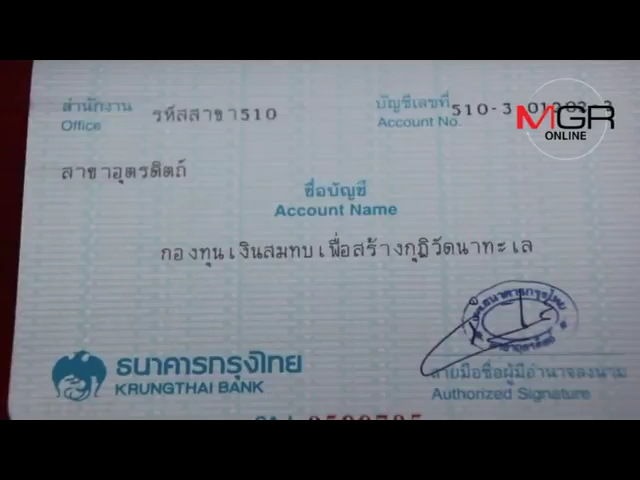 MGR
ONLINE
สำนักงาน รหัสสาขา510
Office
บัญชีเลขที่ 510-3
Account No.
สาขาอุตรดิตถ์
ชื่อบัญชี
Account Name
กองทุนเงินสมทบเพื่อสร้างกุฏิวัดนาทะเล
ธนาคารกรุงไทย
KRUNGTHAI BANK
ลายมือชื่อผู้มีอำนาจลงนาม
Authorized Signature